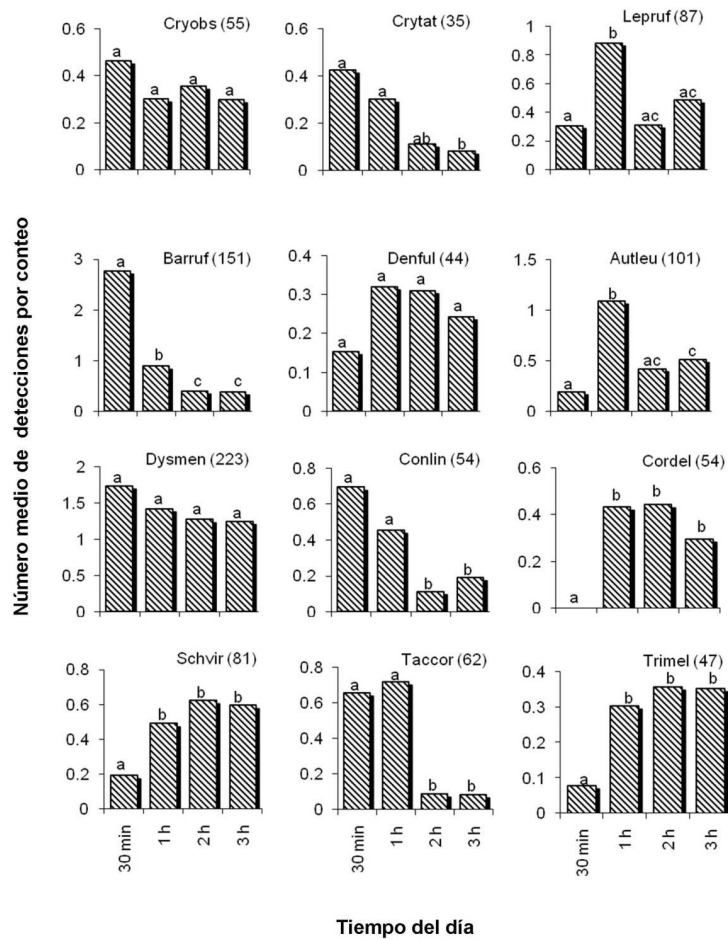 Número medio de detecciones por conteo
Cryobs (55)
0.6
0.4
0.2
0
a
a
a
a
Crytat (35)
0.6
0.4
0.2
0
a
a
ab
b
Lepruf (87)
1
0.8
0.6
0.4
0.2
0
a
b
ac
ac
Barruf (151)
3
2
1
0
a
b
c
c
Denful (44)
0.4
0.3
0.2
0.1
0
a
a
a
a
Autleu (101)
1.5
1
0.5
0
a
b
ac
c
Dysmen (223)
2
1.5
1
0.5
0
a
a
a
a
Conlin (54)
0.8
0.6
0.4
0.2
0
a
a
b
b
Cordel (54)
0.6
0.4
0.2
0
a
b
b
b
Schvir (81)
0.8
0.6
0.4
0.2
0
a
b
b
b
30 min
1 h
2 h
3 h
Taccor (62)
0.8
0.6
0.4
0.2
0
a
a
b
b
30 min
1 h
2 h
3 h
Trimel (47)
0.4
0.3
0.2
0.1
0
a
b
b
b
30 min
1 h
2 h
3 h
Tiempo del día